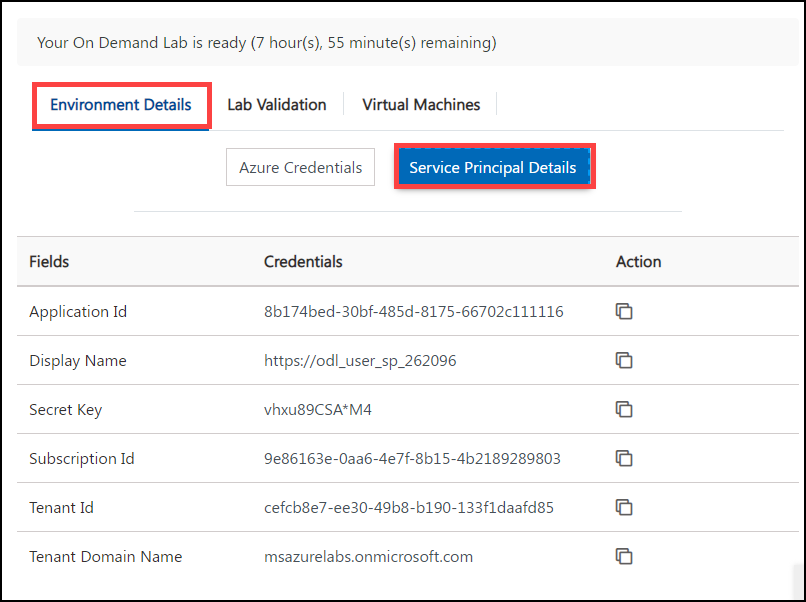 Your On Demand Lab is ready (7 hour(s), 55 minute(s) remaining)
Environment Details Lab Validation Virtual Machines
Azure Credentials Service Principal Details
Fields Credentials Action
Application Id 8b174bed-30bf-485d-8175-66702c111116
Display Name https://odl_user_sp_262096
Secret Key vhxu89CSA*M4
Subscription Id 9e86163e-0aa6-4e7f-8b15-4b2189289803
Tenant Id cefcb8e7-ee30-49b8-b190-133f1daafd85
Tenant Domain Name msazurelabs.onmicrosoft.com